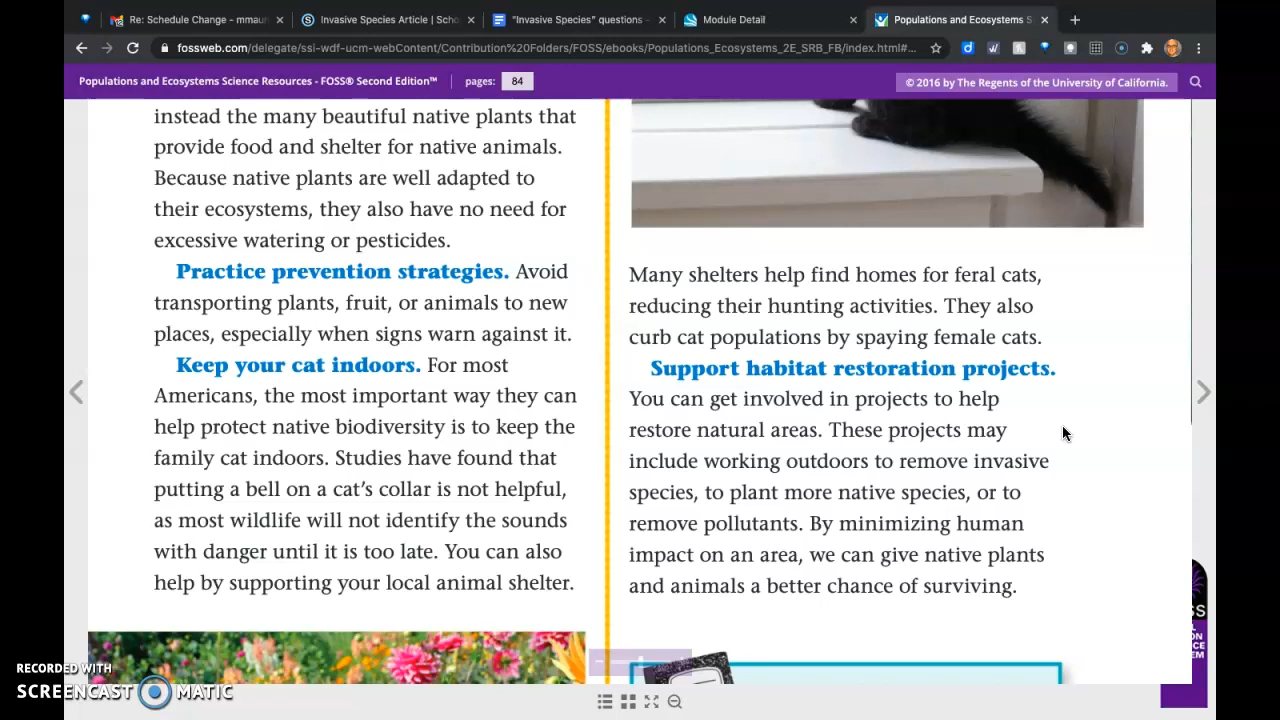 Re: Schedule Change - mmaur
Invasive Species Article | Scho
"Invasive Species" questions -
Module Detail
Populations and Ecosystems S
fossweb.com/delegate/ssi-wdf-ucm-webContent/Contribution%20Folders/FOSS/ebooks/Populations_Ecosystems_2E_SRB_FB/index.html#...
Populations and Ecosystems Science Resources - FOSS® Second Edition™
pages: 84
© 2016 by The Regents of the University of California.
instead the many beautiful native plants that
provide food and shelter for native animals.
Because native plants are well adapted to
their ecosystems, they also have no need for
excessive watering or pesticides.
Practice prevention strategies. Avoid
transporting plants, fruit, or animals to new
places, especially when signs warn against it.
Keep your cat indoors. For most
Americans, the most important way they can
help protect native biodiversity is to keep the
family cat indoors. Studies have found that
putting a bell on a cat's collar is not helpful,
as most wildlife will not identify the sounds
with danger until it is too late. You can also
help by supporting your local animal shelter.
Many shelters help find homes for feral cats,
reducing their hunting activities. They also
curb cat populations by spaying female cats.
Support habitat restoration projects.
You can get involved in projects to help
restore natural areas. These projects may
include working outdoors to remove invasive
species, to plant more native species, or to
remove pollutants. By minimizing human
impact on an area, we can give native plants
and animals a better chance of surviving.
RECORDED WITH
SCREENCAST MATIC